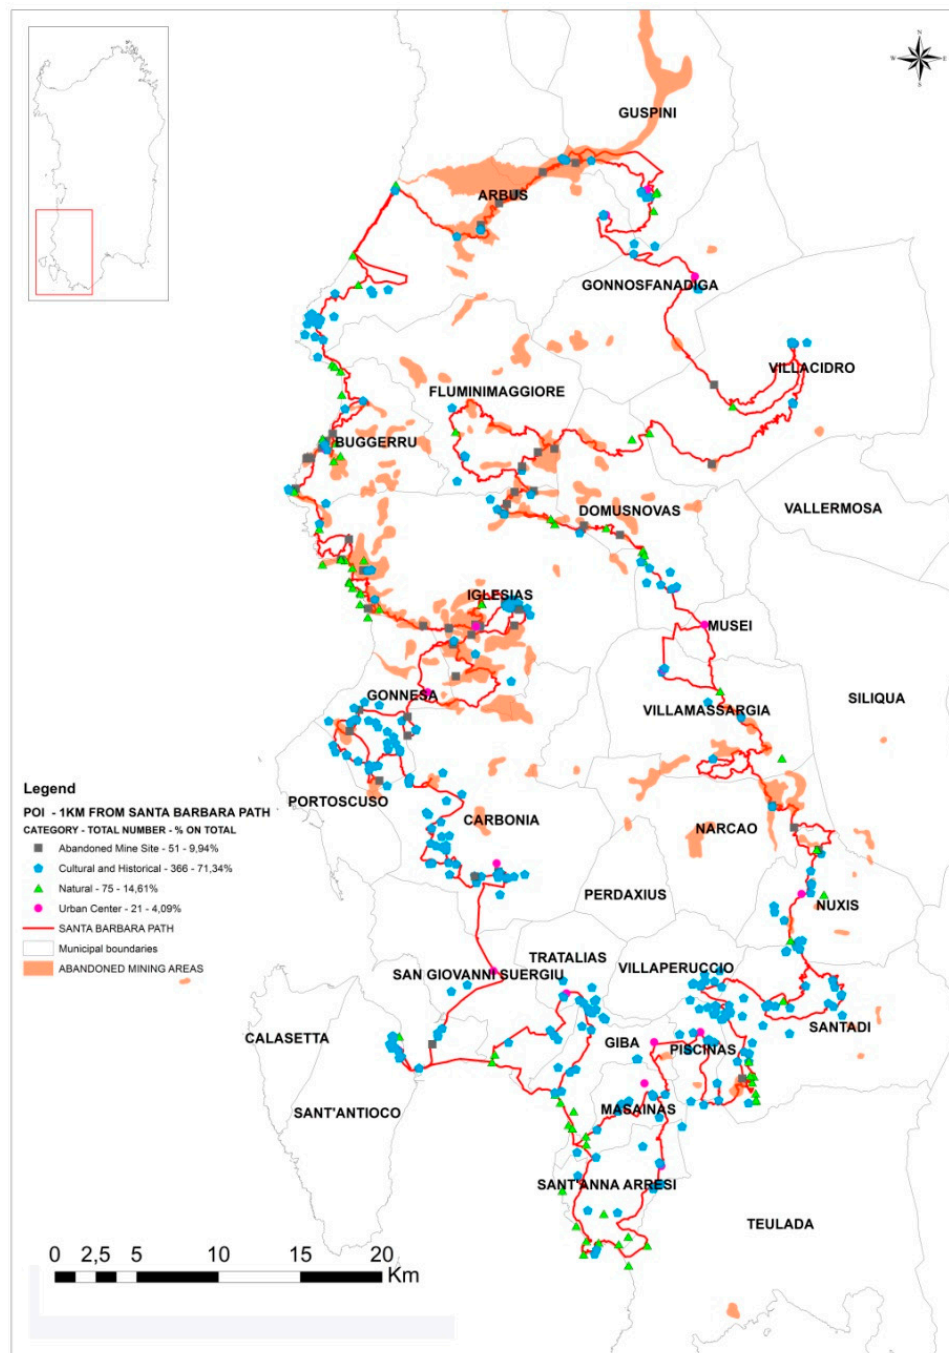 N
W E
S
GUSPINI
ARBUS
GONNOSFANADIGA
VILLACIDRO
FLUMINIMAGGIORE
BUGGERRU
VALLERMOSA
DOMUSNOVAS
IGLESIAS
MUSEI
GONNESA
VILLAMASSARGIA
SILIQUA
PORTOSCUSO
CARBONIA
NARCAO
PERDAXIUS
NUXIS
Legend
POI - 1KM FROM SANTA BARBARA PATH
CATEGORY - TOTAL NUMBER - % ON TOTAL
Abandoned Mine Site - 51 - 9,94%
Cultural and Historical - 366 - 71,34%
Natural - 75 - 14,61%
Urban Center - 21 - 4,09%
SANTA BARBARA PATH
Municipal boundaries
ABANDONED MINING AREAS
TRATALIAS
SAN GIOVANNI SUERGIU
VILLAPERUCCIO
SANTADI
CALASETTA
GIBA
PISCINAS
SANT'ANTIOCO
MASAINAS
SANT'ANNA ARRESI
TEULADA
0 2,5 5 10 15 20
Km